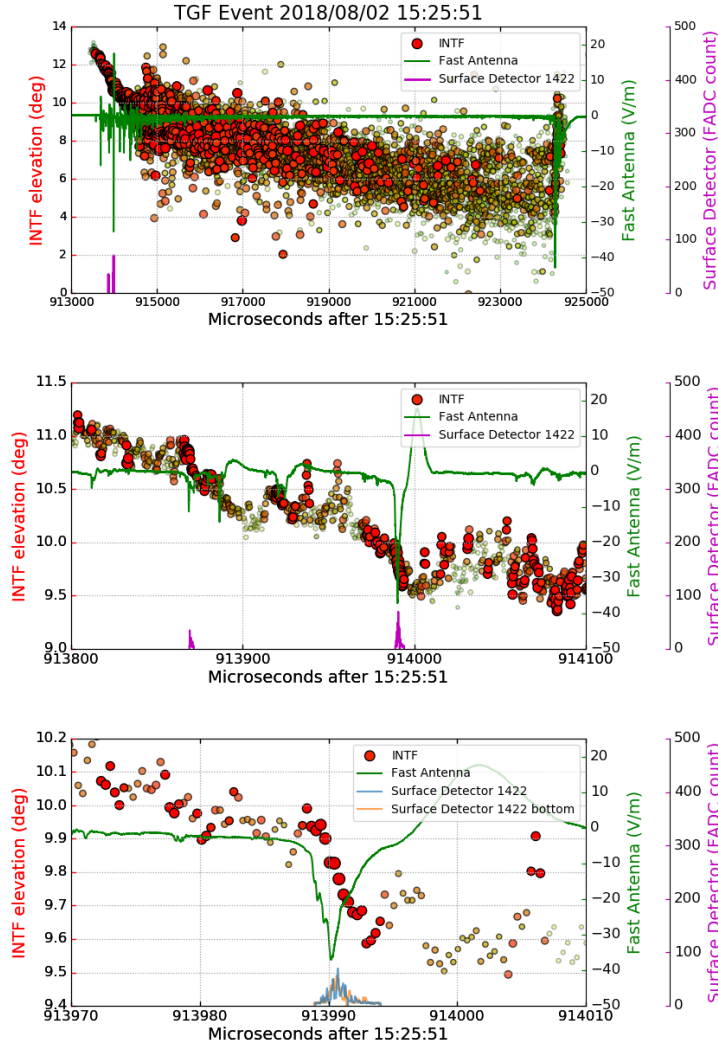 TGF Event 2018/08/02 15:25:51
INTF elevation (deg)
14
12
10
8
6
4
2
0
INTF
Fast Antenna
Surface Detector 1422
20
10
0
−10
−20
−30
−40
−50
Fast Antenna (V/m)
500
400
300
200
100
0
Surface Detector (FADC count)
913000 915000 917000 919000 921000 923000 925000
Microseconds after 15:25:51
INTF elevation (deg)
11.5
11.0
10.5
10.0
9.5
9.0
INTF
Fast Antenna
Surface Detector 1422
20
10
0
−10
−20
−30
−40
−50
Fast Antenna (V/m)
500
400
300
200
100
0
Surface Detector (FADC count)
913800 913900 914000 914100
Microseconds after 15:25:51
INTF elevation (deg)
10.2
10.1
10.0
9.9
9.8
9.7
9.6
9.5
9.4
INTF
Fast Antenna
Surface Detector 1422
Surface Detector 1422 bottom
20
10
0
−10
−20
−30
−40
−50
Fast Antenna (V/m)
500
400
300
200
100
0
Surface Detector (FADC count)
913970 913980 913990 914000 914010
Microseconds after 15:25:51